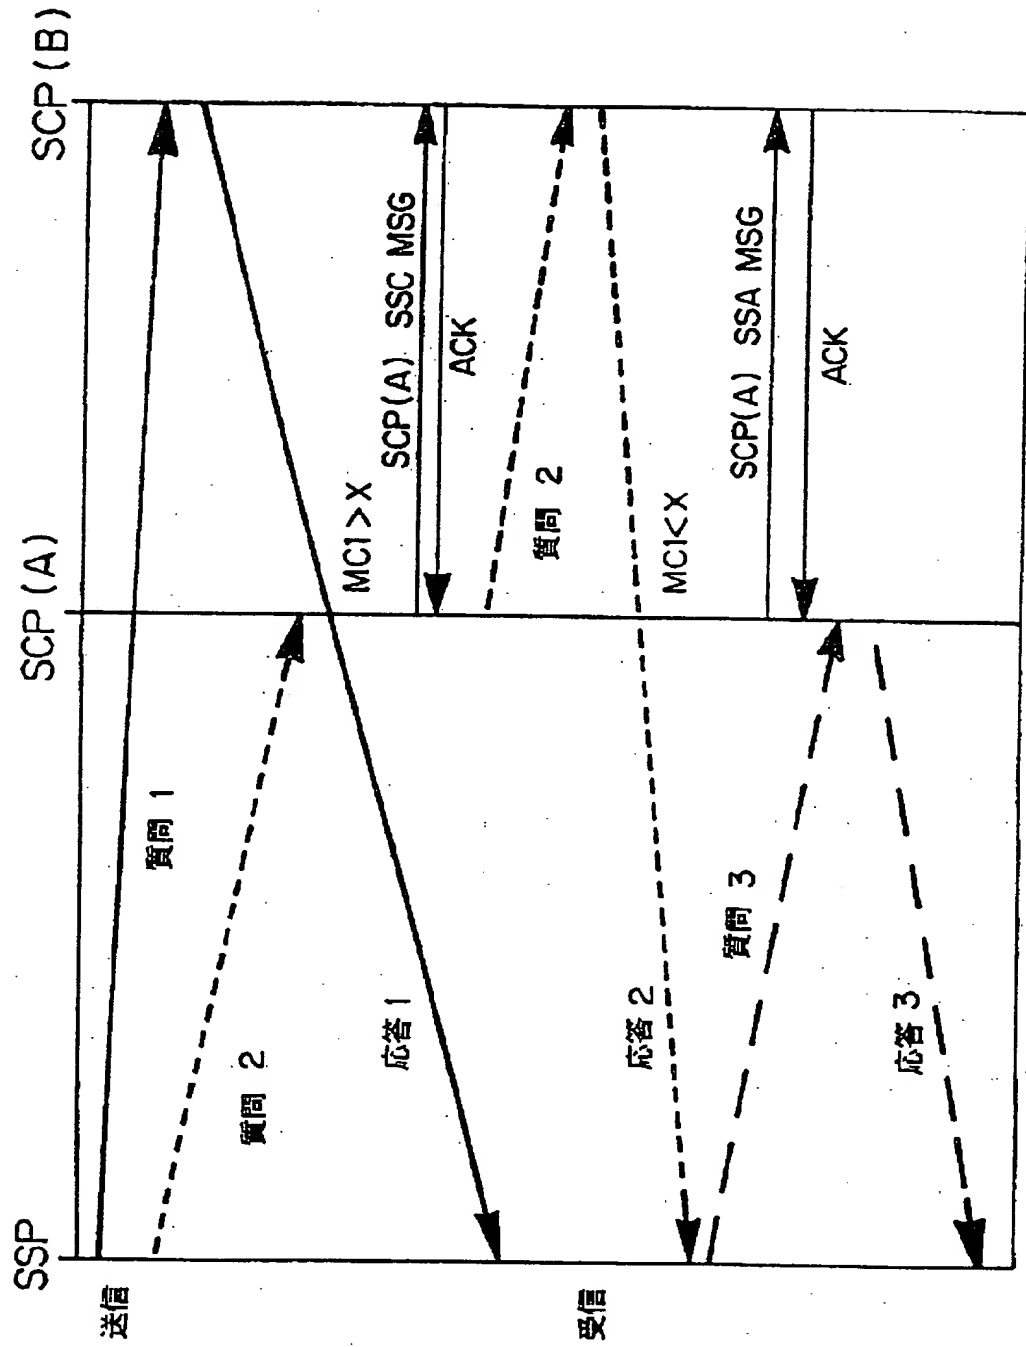 SSP
SCP (A)
SCP (B)
送信
質問 1
質問 2
応答 1
MC1>X
SCP(A) SSC MSG
ACK
質問 2
応答 2
受信
MC1<X
質問 3
SCP(A) SSA MSG
ACK
応答 3